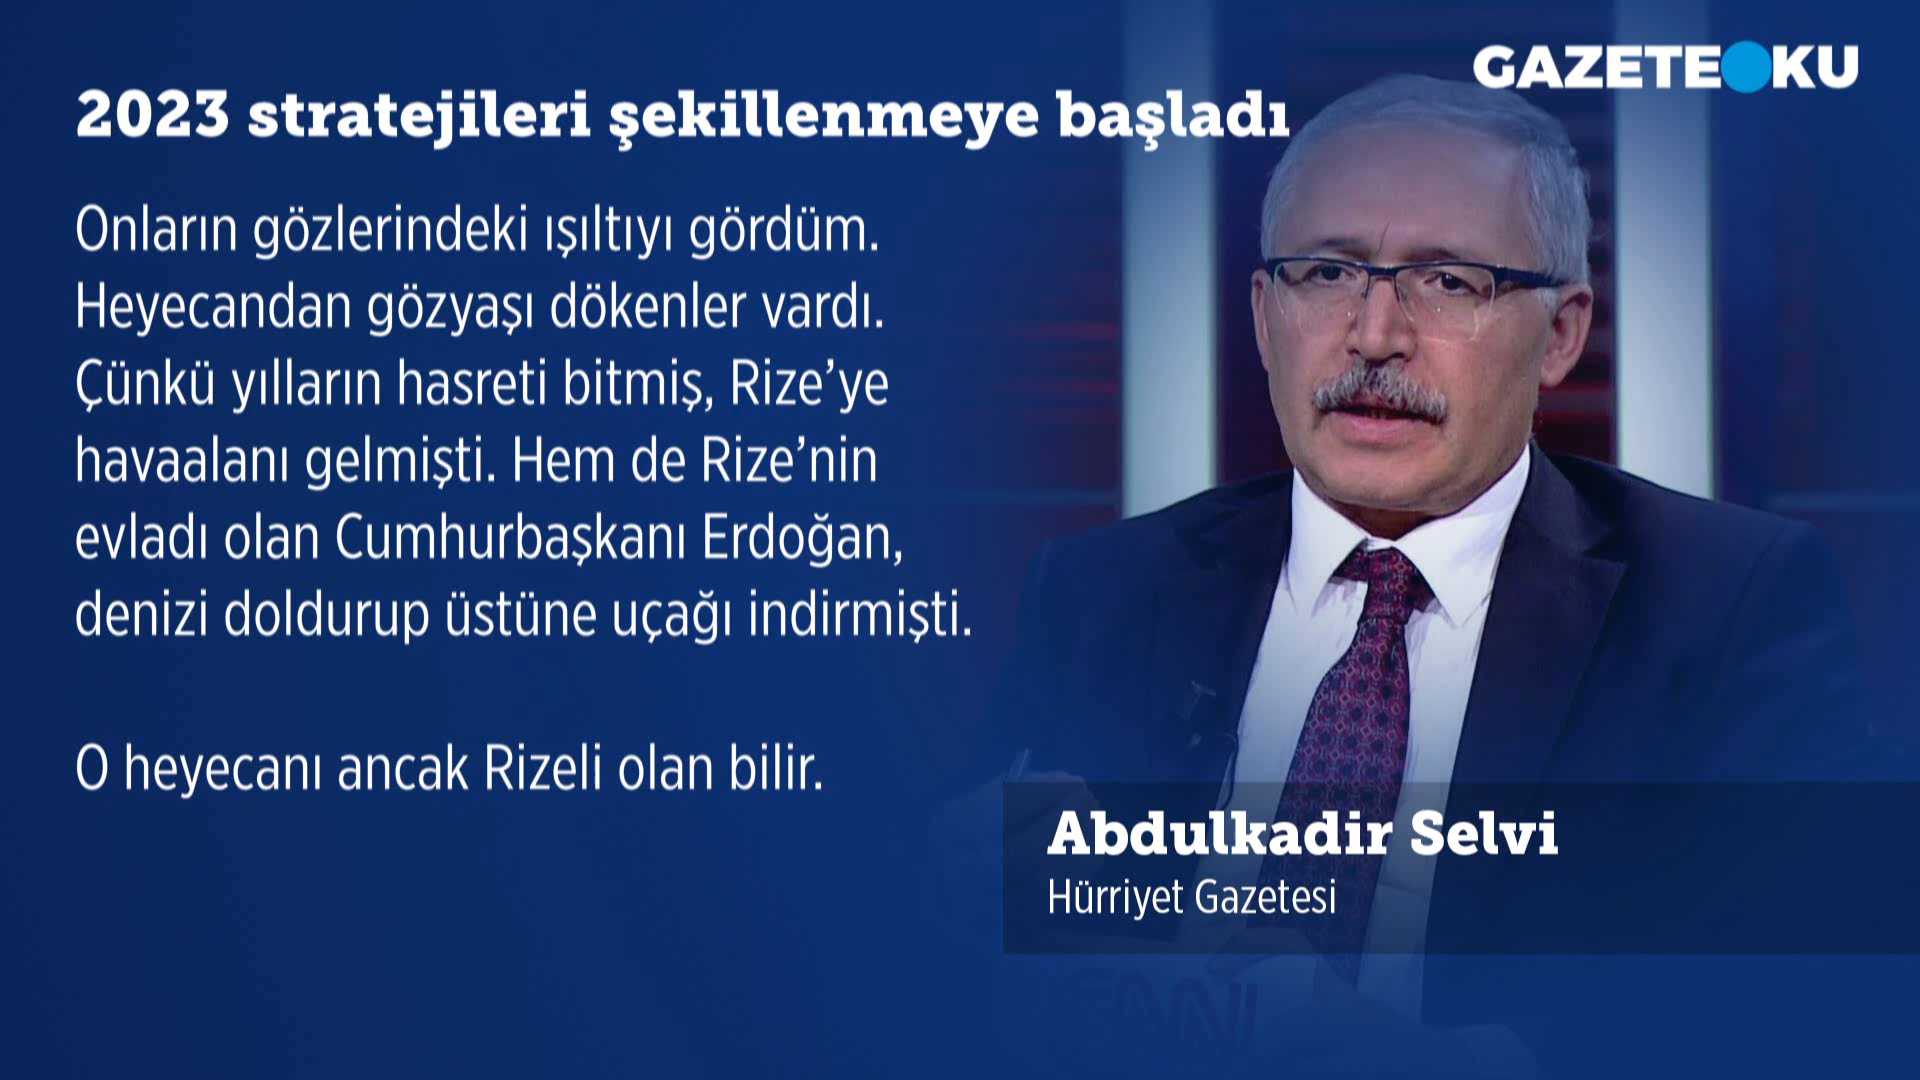 GAZETE KU
2023 stratejileri şekillenmeye başladı
Onların gözlerindeki ışıltıyı gördüm.
Heyecandan gözyaşı dökenler vardı.
Çünkü yılların hasreti bitmiş, Rize’ye
havaalanı gelmişti. Hem de Rize’nin
evladı olan Cumhurbaşkanı Erdoğan,
denizi doldurup üstüne uçağı indirmişti.
O heyecanı ancak Rizeli olan bilir.
Abdulkadir Selvi
Hürriyet Gazetesi